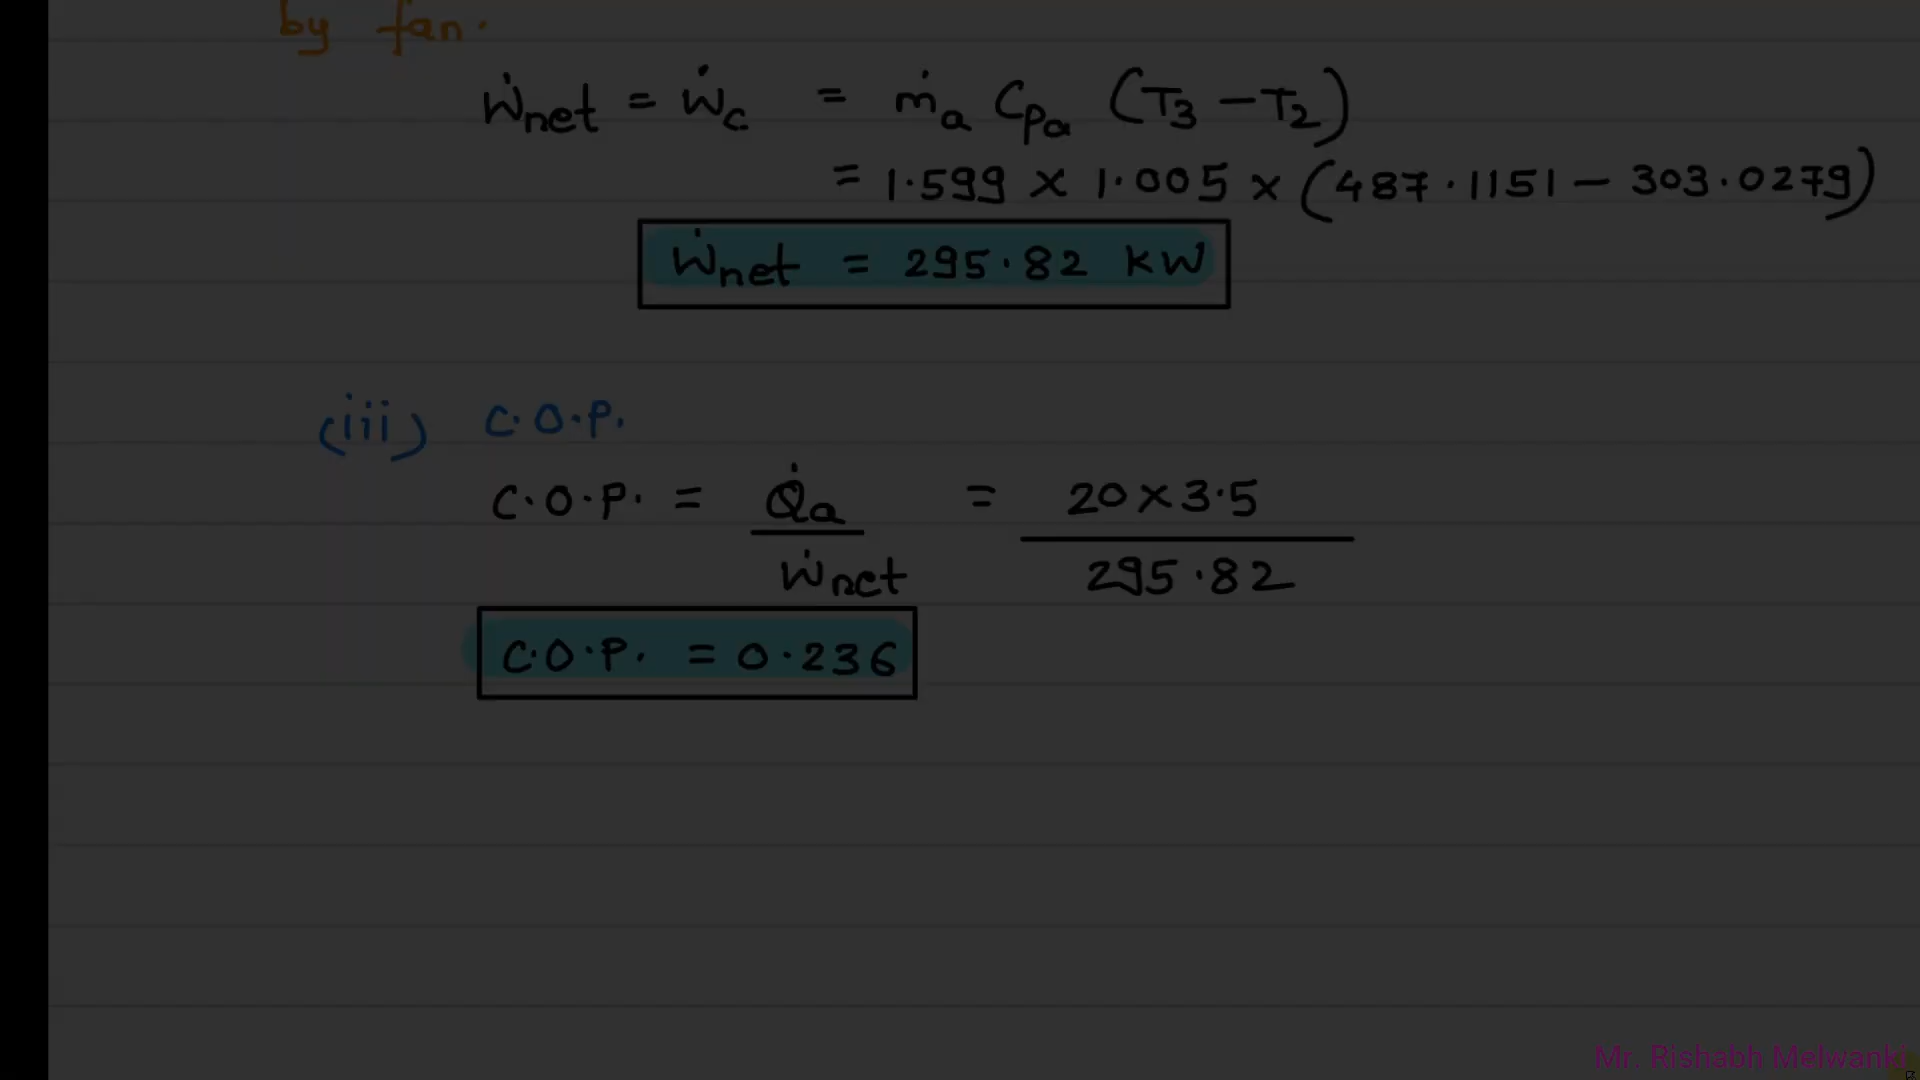 by fan.
Ẇnet = Ẇc = ṁa Cpa (T3 - T2)
= 1.599 × 1.005 × (487.1151 - 303.0279)
Ẇnet = 295.82 kW
(iii) C.O.P.
C.O.P. = Q̇a / Ẇnet = 20×3.5 / 295.82
C.O.P. = 0.236
Mr. Rishabh Melwanki